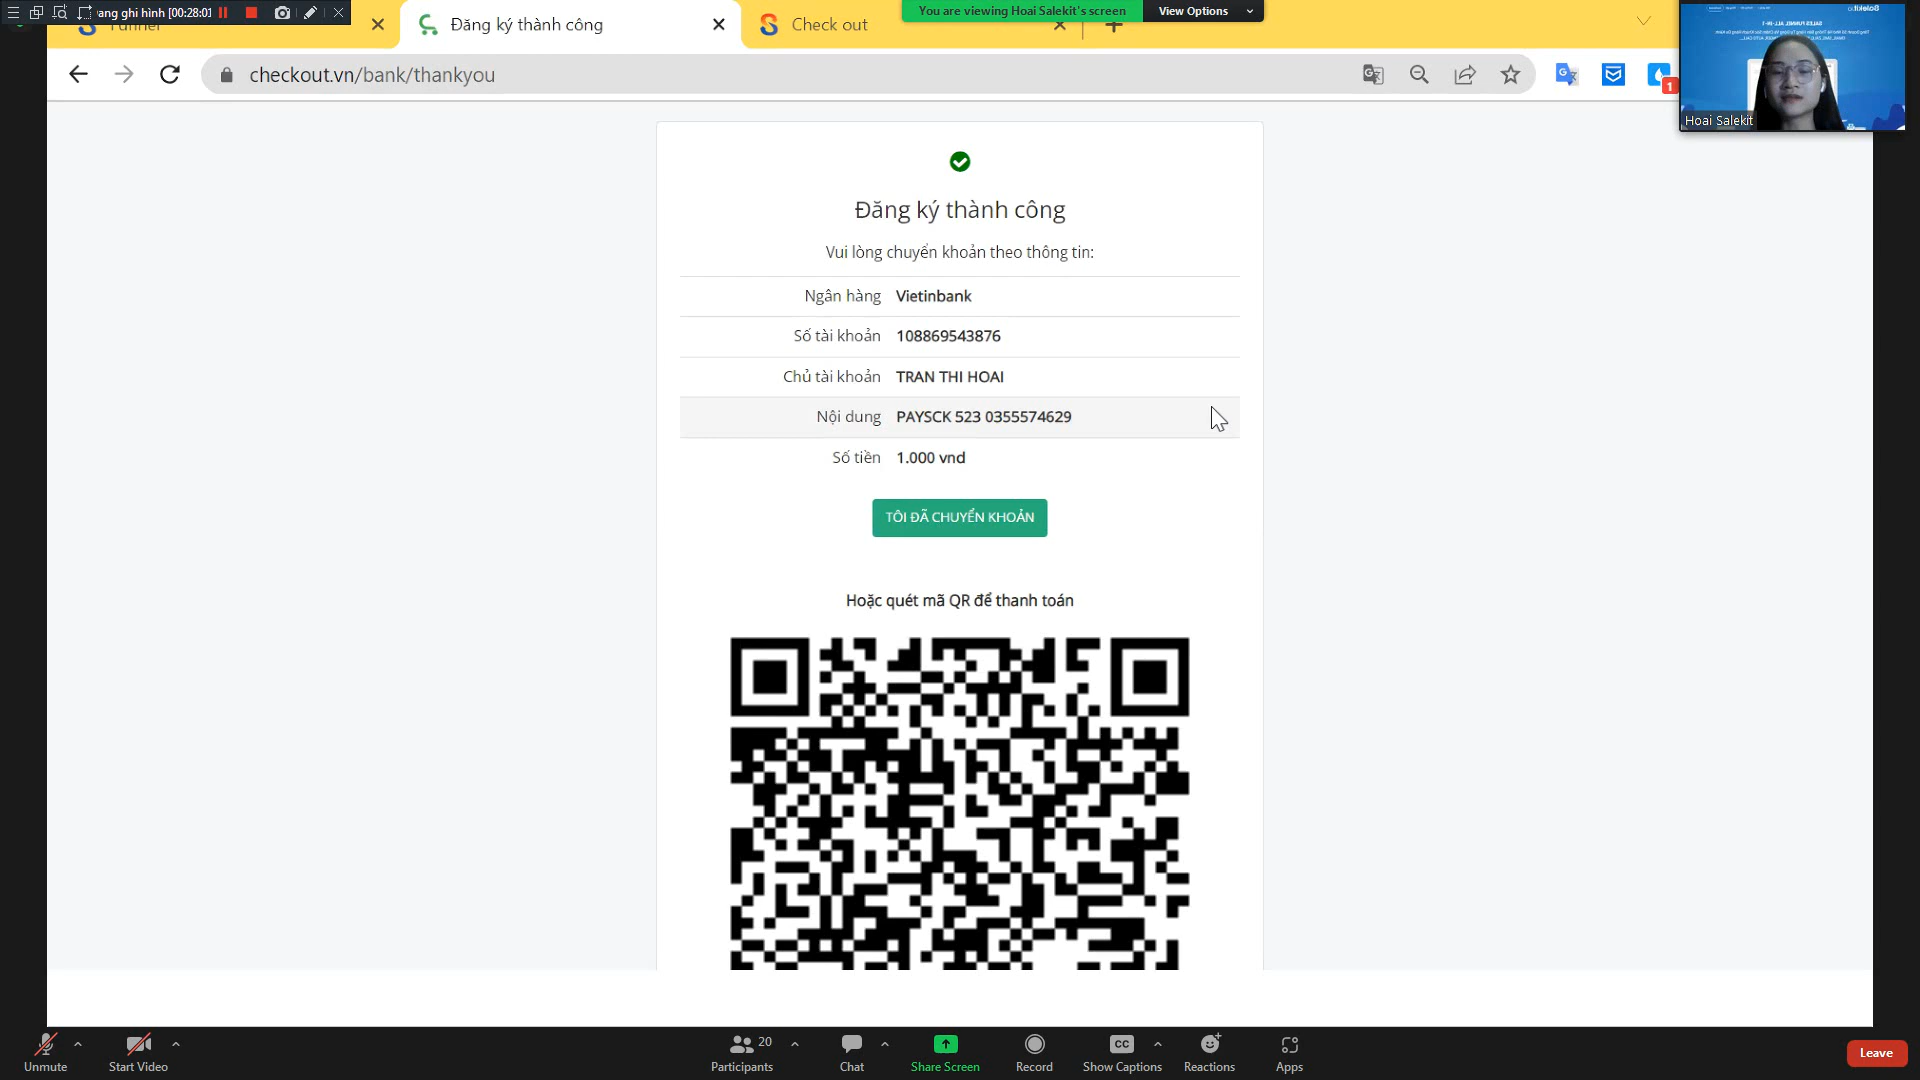 ang ghi hình [00:28:01
Funnel
Đăng ký thành công
Check out
You are viewing Hoai Salekit's screen
View Options
checkout.vn/bank/thankyou
1
Hoai Salekit
Đăng ký thành công
Vui lòng chuyển khoản theo thông tin:
Ngân hàng Vietinbank
Số tài khoản 108869543876
Chủ tài khoản TRAN THI HOAI
Nội dung PAYSCK 523 0355574629
Số tiền 1.000 vnd
TÔI ĐÃ CHUYỂN KHOẢN
Hoặc quét mã QR để thanh toán
Unmute
Start Video
20
Participants
Chat
Share Screen
Record
CC
Show Captions
Reactions
Apps
Leave